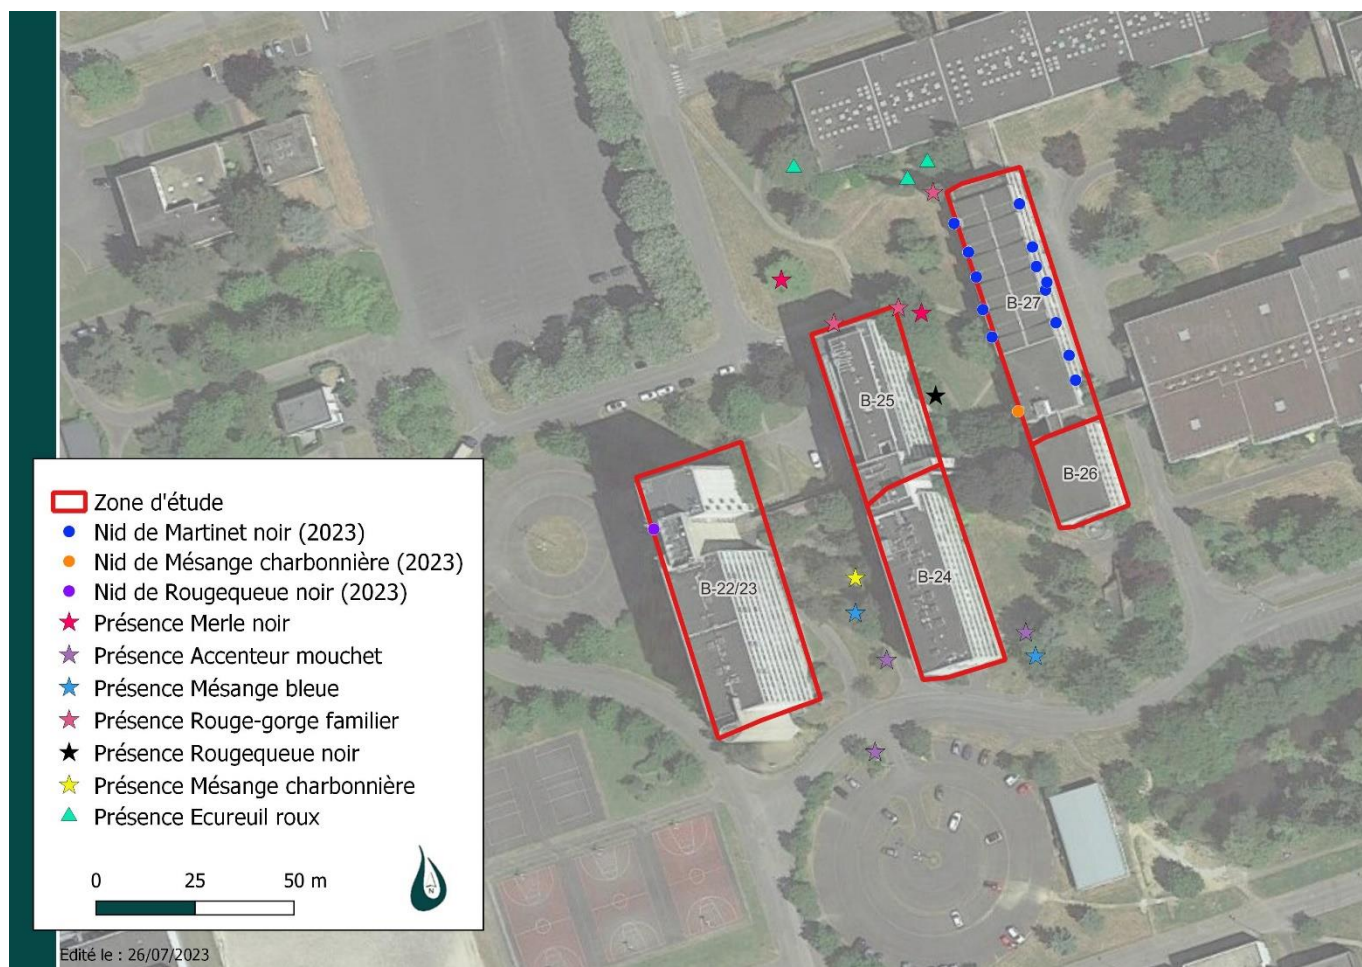 B-27
B-25
B-26
B-24
B-22/23
Zone d'étude
Nid de Martinet noir (2023)
Nid de Mésange charbonnière (2023)
Nid de Rougequeue noir (2023)
Présence Merle noir
Présence Accenteur mouchet
Présence Mésange bleue
Présence Rouge-gorge familier
Présence Rougequeue noir
Présence Mésange charbonnière
Présence Ecureuil roux
0 25 50 m
N
Edité le : 26/07/2023